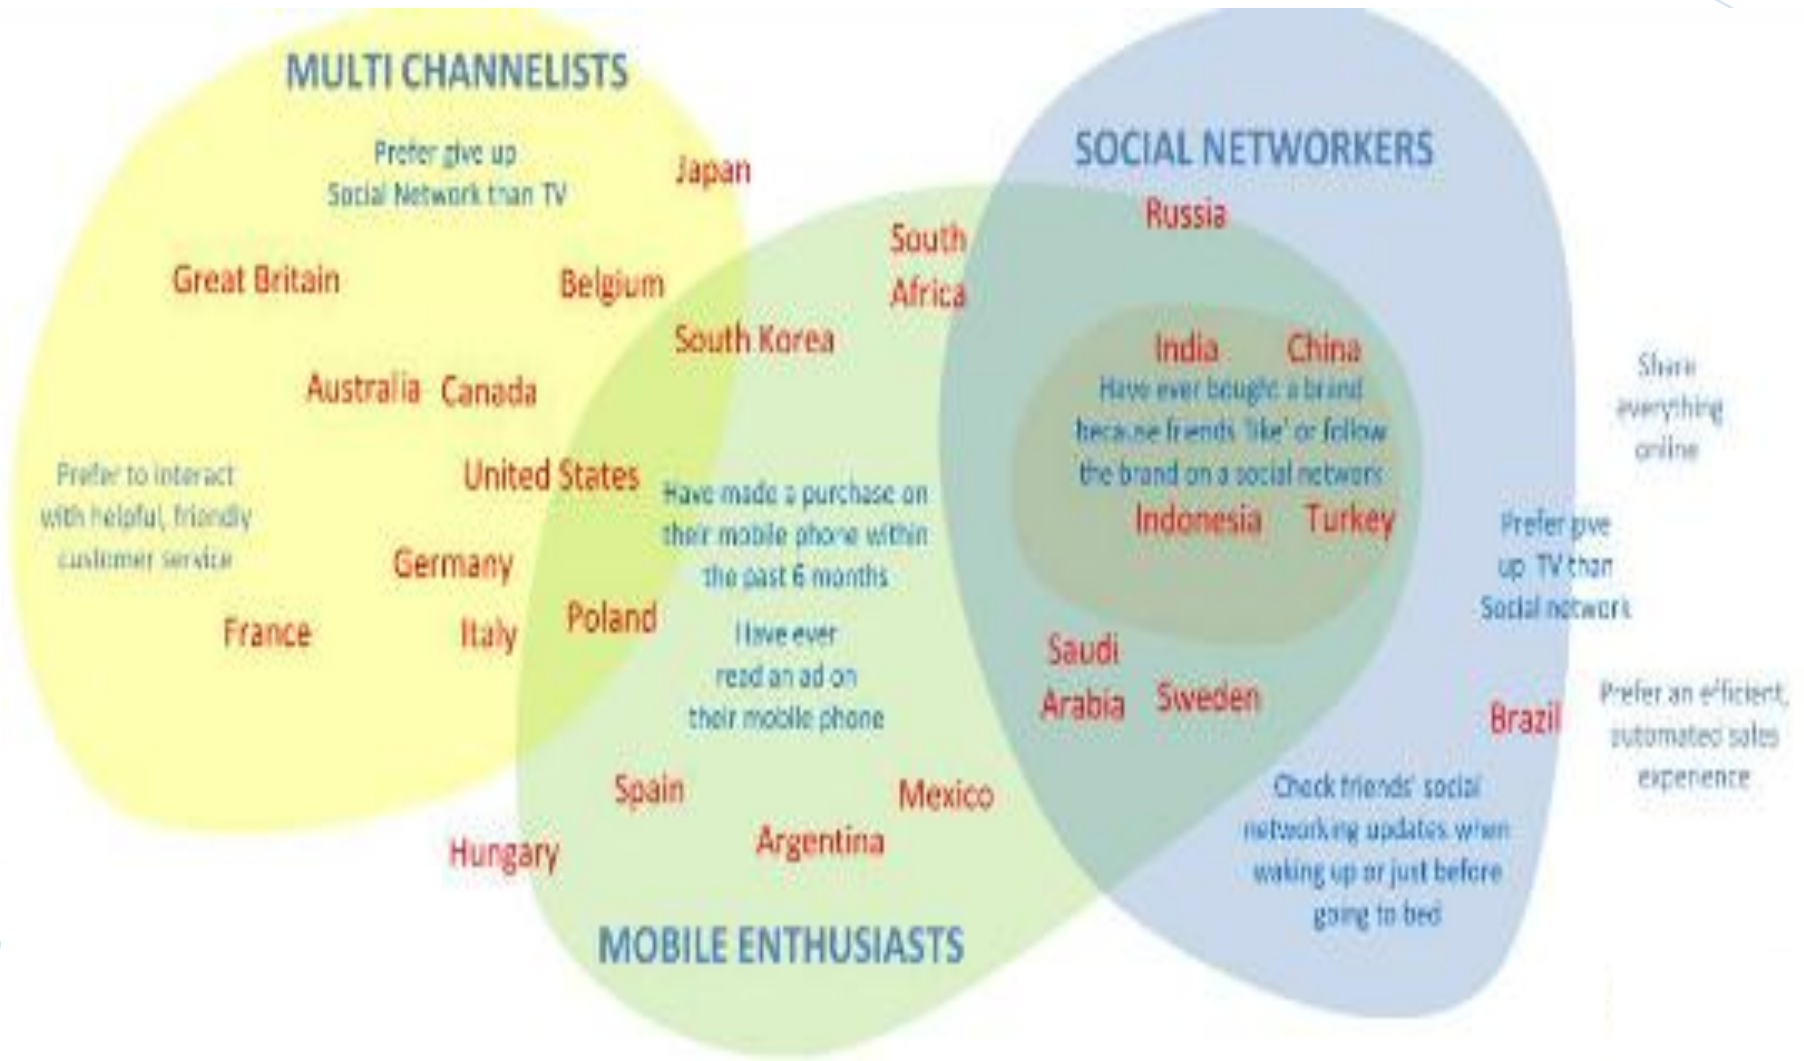 MULTI CHANNELISTS
Prefer give up
Social Network than TV
Japan
Great Britain
Belgium
South Korea
Australia
Canada
United States
Prefer to interact
with helpful, friendly
customer service
Germany
France
Italy
Poland
South
Africa
Have made a purchase on
their mobile phone within
the past 6 months
Have ever
read an ad on
their mobile phone
Spain
Mexico
Argentina
Hungary
MOBILE ENTHUSIASTS
SOCIAL NETWORKERS
Russia
India
China
Have ever bought a brand
because friends 'like' or follow
the brand on a social network
Indonesia
Turkey
Saudi
Arabia
Sweden
Share
everything
online
Prefer give
up TV than
Social network
Brazil
Prefer an efficient,
automated sales
experience
Check friends' social
networking updates when
waking up or just before
going to bed